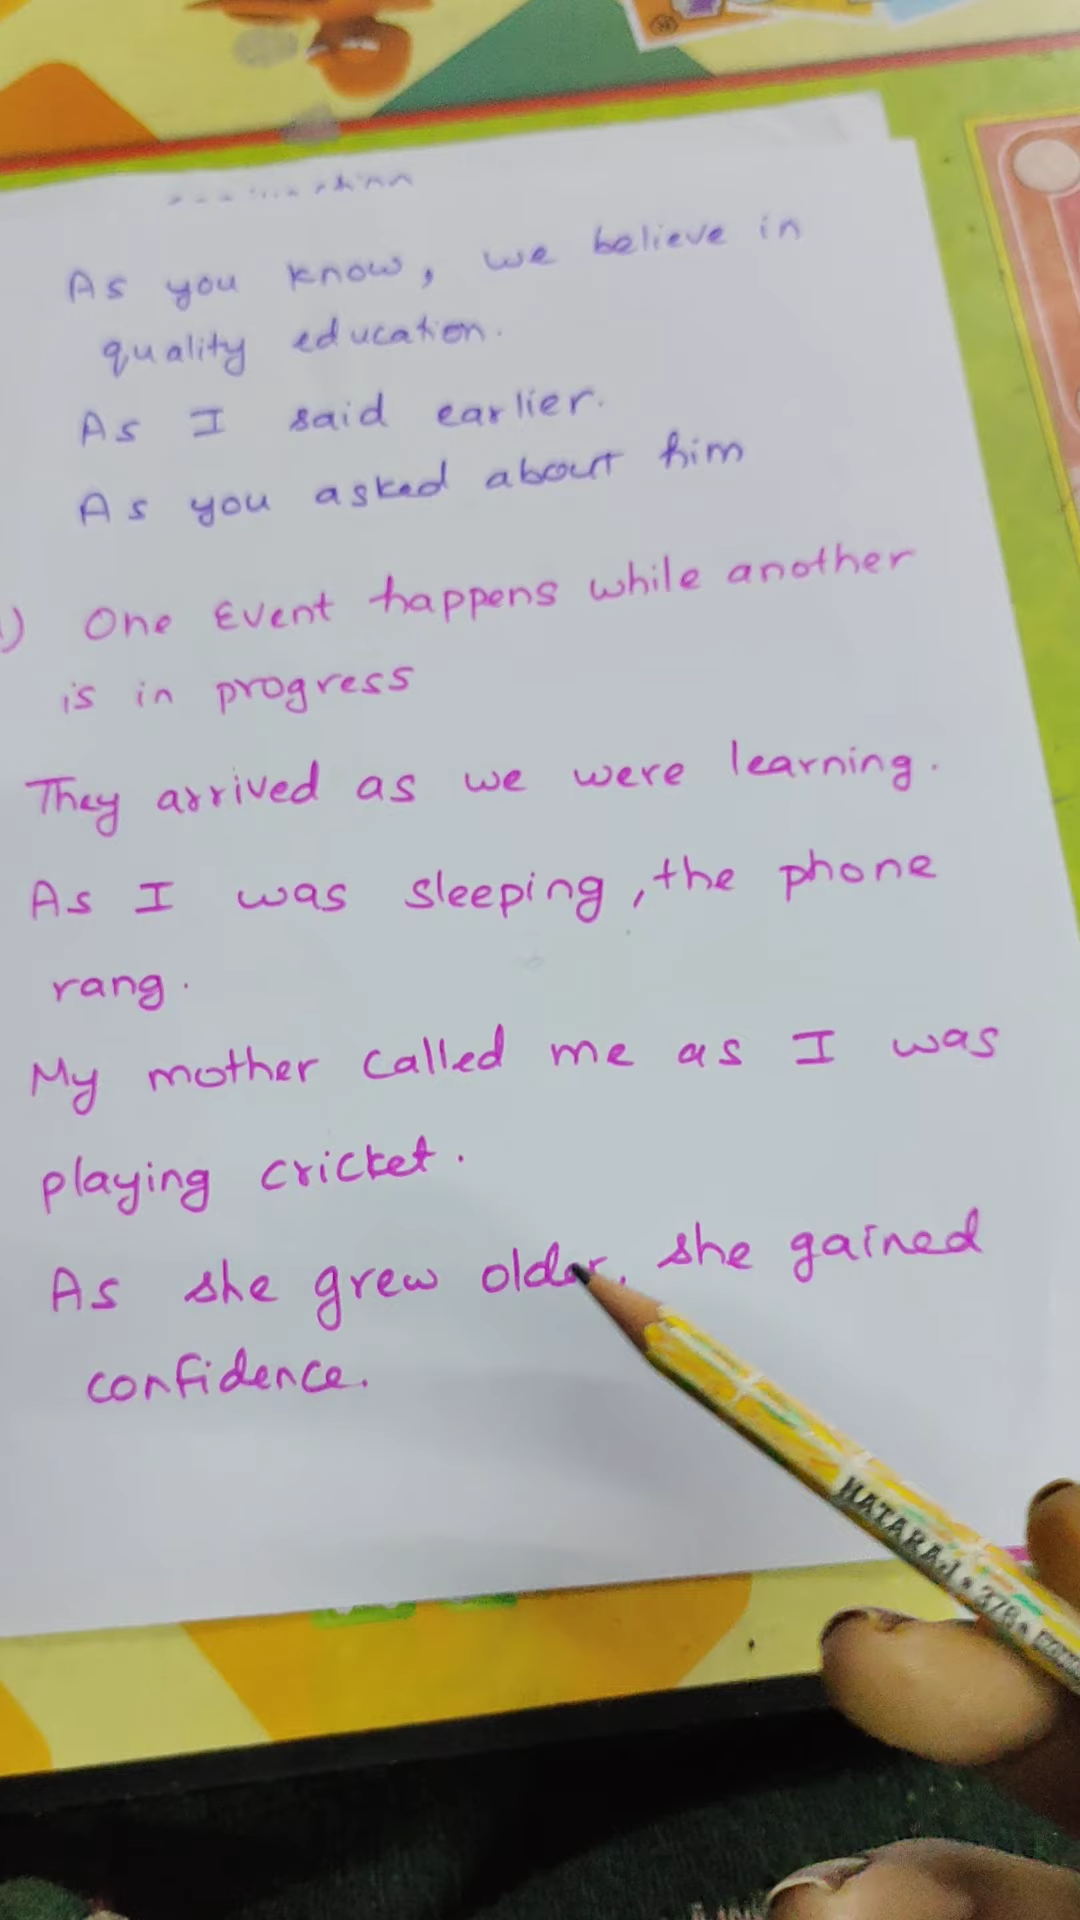 As you know, we believe in
quality education.
As I said earlier.
As you asked about him
) One Event happens while another
is in progress
They arrived as we were learning.
As I was sleeping, the phone
rang.
My mother called me as I was
playing cricket.
As she grew older, she gained
confidence.
NATARAJ